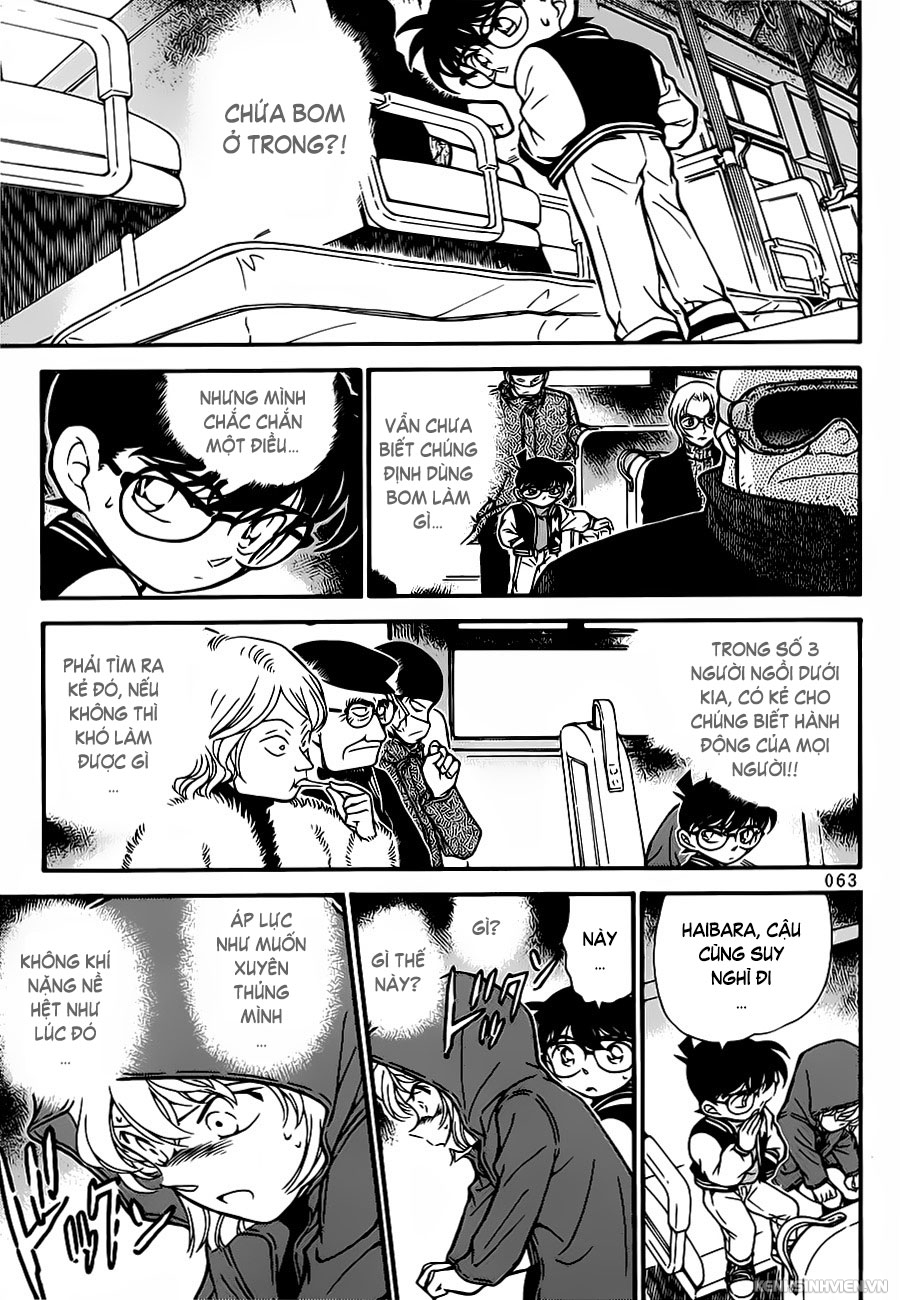 CHỨA BOM
Ở TRONG?!
VẪN CHƯA
BIẾT CHÚNG
ĐỊNH DÙNG
BOM LÀM
GÌ...
NHƯNG MÌNH
CHẮC CHẮN
MỘT ĐIỀU...
TRONG SỐ 3
NGƯỜI NGỒI DƯỚI
KIA, CÓ KẺ CHO
CHÚNG BIẾT HÀNH
ĐỘNG CỦA MỌI
NGƯỜI!!
PHẢI TÌM RA
KẺ ĐÓ, NẾU
KHÔNG THÌ
KHÓ LÀM
ĐƯỢC GÌ
...
063
HAIBARA, CẬU
CŨNG SUY
NGHĨ ĐI
...
NÀY
...
GÌ?
GÌ THẾ
NÀY?
ÁP LỰC
NHƯ MUỐN
XUYÊN
THỦNG
MÌNH
KHÔNG KHÍ
NẶNG NỀ
HỆT NHƯ
LÚC ĐÓ
...
KENHSINHVIEN.VN